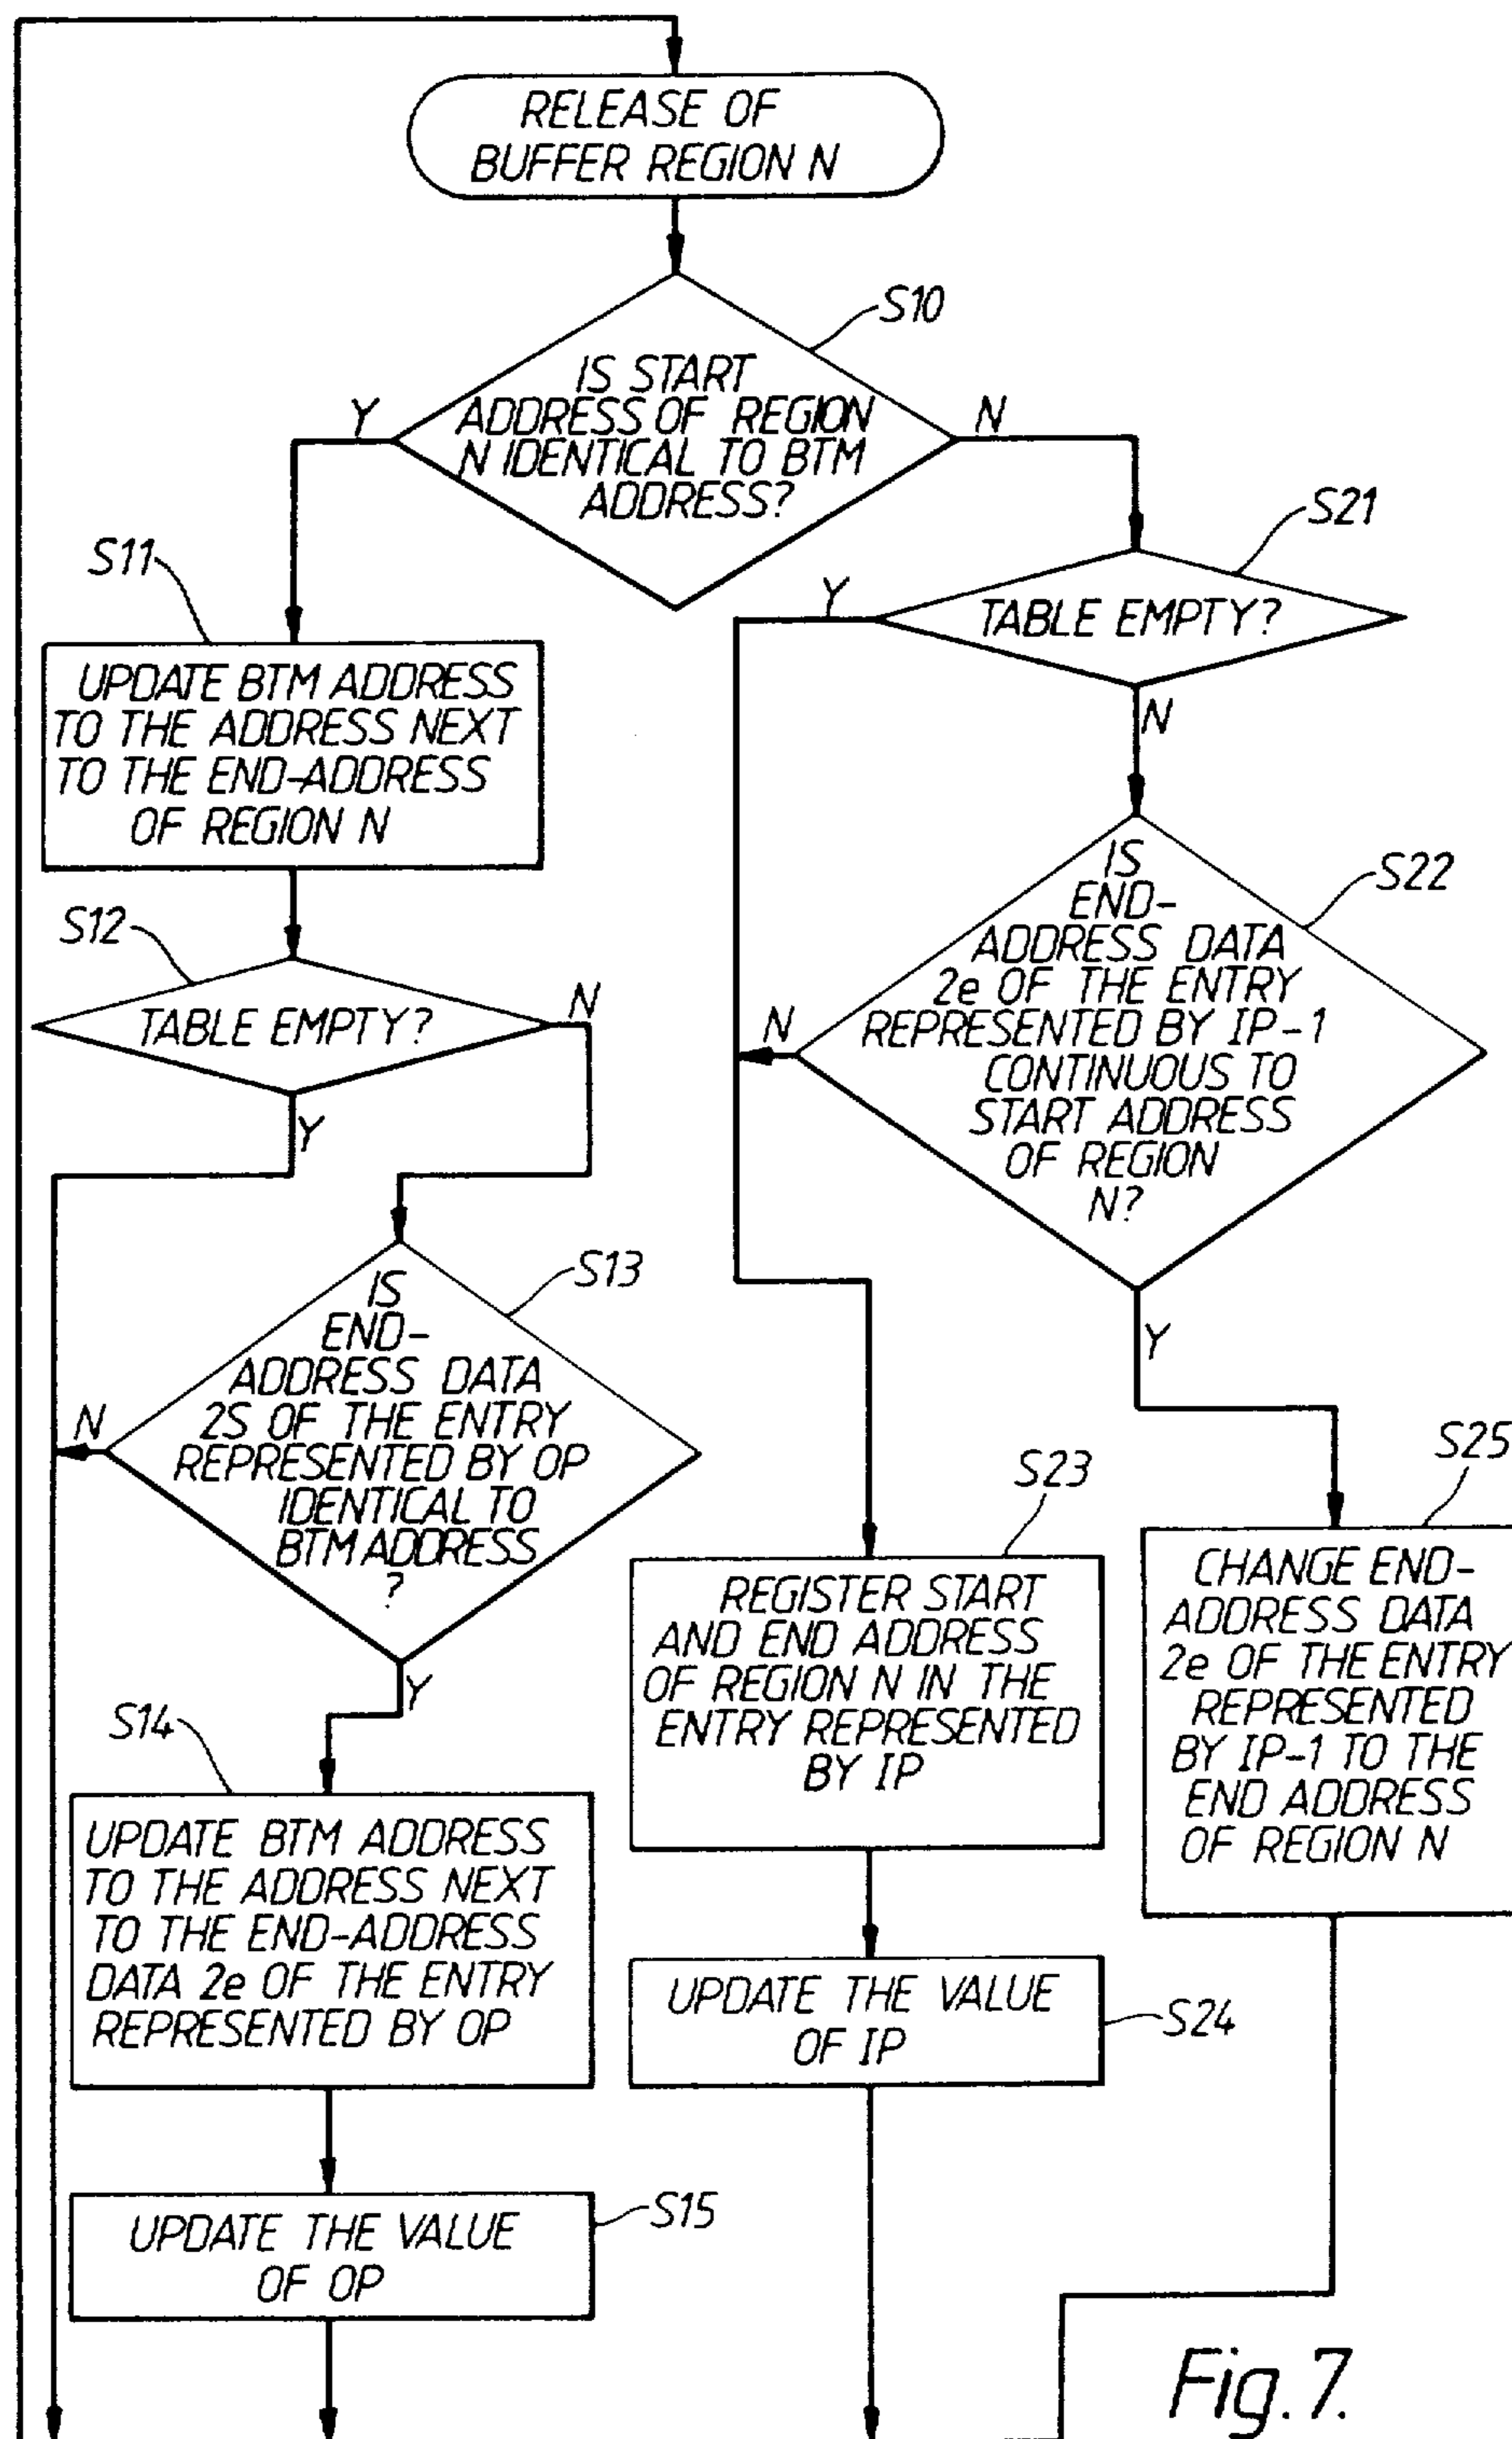 RELEASE OF
BUFFER REGION N
S10
IS START
ADDRESS OF REGION
N IDENTICAL TO BTM
ADDRESS?
Y
N
S11
UPDATE BTM ADDRESS
TO THE ADDRESS NEXT
TO THE END-ADDRESS
OF REGION N
S12
TABLE EMPTY?
N
Y
S13
IS
END-
ADDRESS DATA
2S OF THE ENTRY
REPRESENTED BY OP
IDENTICAL TO
BTM ADDRESS
?
N
Y
S14
UPDATE BTM ADDRESS
TO THE ADDRESS NEXT
TO THE END-ADDRESS
DATA 2e OF THE ENTRY
REPRESENTED BY OP
S15
UPDATE THE VALUE
OF OP
S21
TABLE EMPTY?
Y
N
S22
IS
END-
ADDRESS DATA
2e OF THE ENTRY
REPRESENTED BY IP-1
CONTINUOUS TO
START ADDRESS
OF REGION
N?
N
Y
S23
REGISTER START
AND END ADDRESS
OF REGION N IN THE
ENTRY REPRESENTED
BY IP
S24
UPDATE THE VALUE
OF IP
S25
CHANGE END-
ADDRESS DATA
2e OF THE ENTRY
REPRESENTED
BY IP-1 TO THE
END ADDRESS
OF REGION N
Fig. 7.